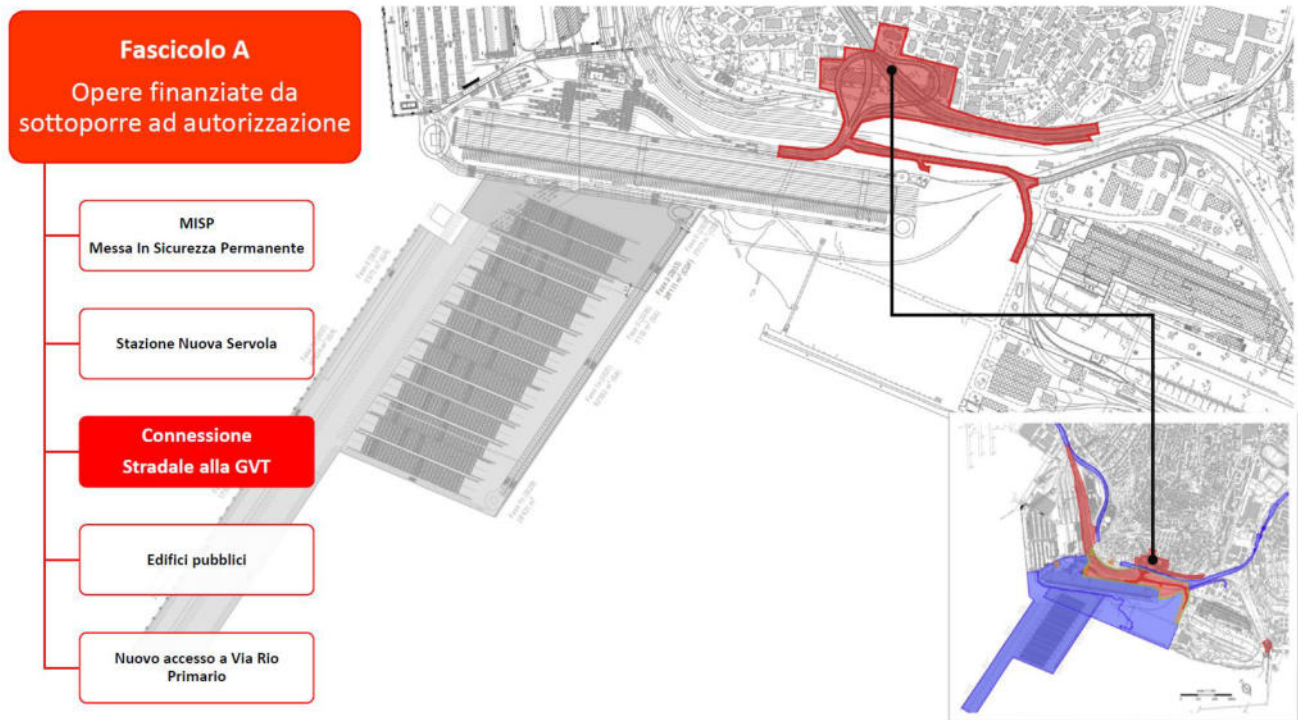 Fascicolo A
Opere finanziate da
sottoporre ad autorizzazione
MISP
Messa In Sicurezza Permanente
Stazione Nuova Servola
Connessione
Stradale alla GVT
Edifici pubblici
Nuovo accesso a Via Rio
Primario